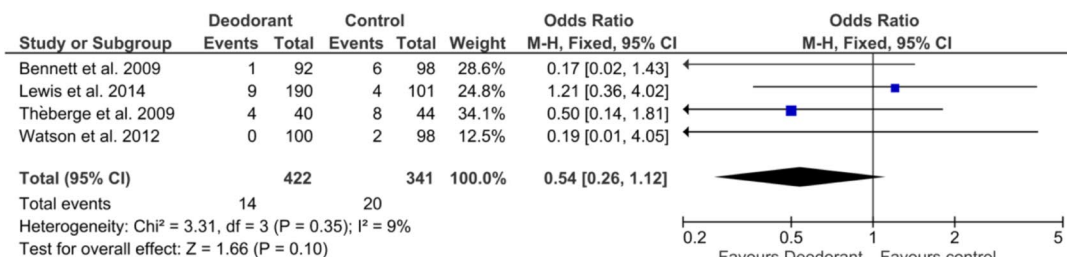 Deodorant Control Odds Ratio Odds Ratio
Study or Subgroup Events Total Events Total Weight M-H, Fixed, 95% CI M-H, Fixed, 95% CI
Bennett et al. 2009 1 92 6 98 28.6% 0.17 [0.02, 1.43]
Lewis et al. 2014 9 190 4 101 24.8% 1.21 [0.36, 4.02]
Thèberge et al. 2009 4 40 8 44 34.1% 0.50 [0.14, 1.81]
Watson et al. 2012 0 100 2 98 12.5% 0.19 [0.01, 4.05]
Total (95% CI) 422 341 100.0% 0.54 [0.26, 1.12]
Total events 14 20
Heterogeneity: Chi² = 3.31, df = 3 (P = 0.35); I² = 9%
Test for overall effect: Z = 1.66 (P = 0.10)
0.2 0.5 1 2 5
Favours Deodorant Favours control